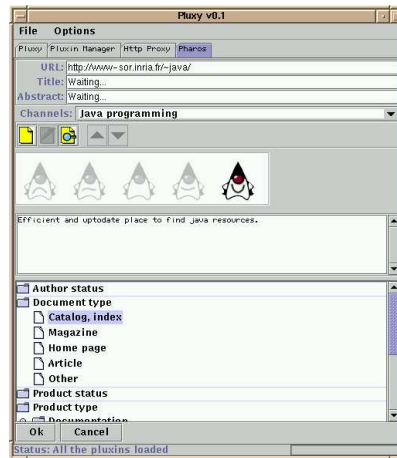 Pluxy v0.1
File Options
Pluxy Pluxin Manager Http Proxy Pharos
URL: http://www-sor.inria.fr/~java/
Title: Waiting...
Abstract: Waiting...
Channels: Java programming
Efficient and uptodate place to find java resources.
Author status
Document type
Catalog, index
Magazine
Home page
Article
Other
Product status
Product type
Documentation
Ok Cancel
Status: All the pluxins loaded